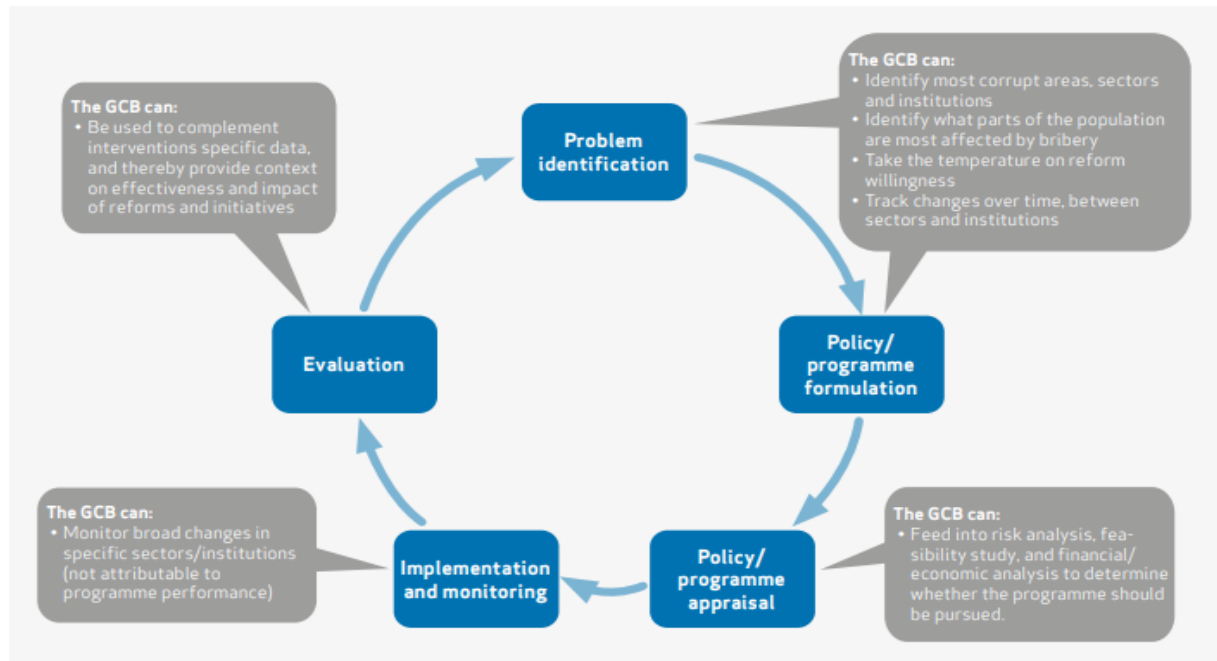 The GCB can:
• Identify most corrupt areas, sectors
and institutions
• Identify what parts of the population
are most affected by bribery
• Take the temperature on reform
willingness
• Track changes over time, between
sectors and institutions
The GCB can:
• Be used to complement
interventions specific data,
and thereby provide context
on effectiveness and impact
of reforms and initiatives
Problem
identification
Evaluation
Policy/
programme
formulation
The GCB can:
• Monitor broad changes in
specific sectors/institutions
(not attributable to
programme performance)
Implementation
and monitoring
Policy/
programme
appraisal
The GCB can:
• Feed into risk analysis, fea-
sibility study, and financial/
economic analysis to determine
whether the programme should
be pursued.